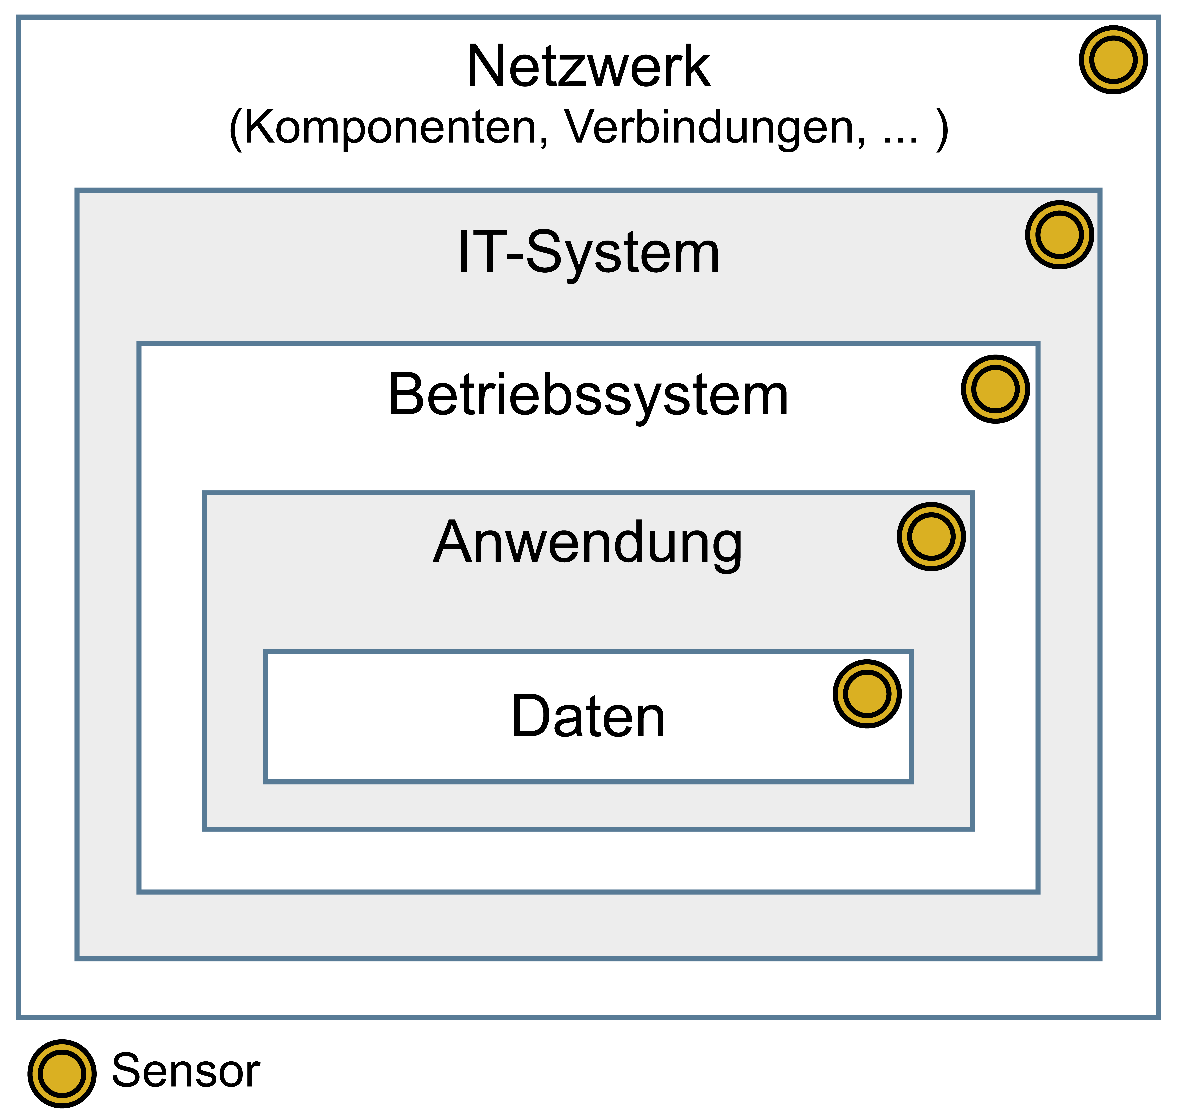 Netzwerk
(Komponenten, Verbindungen, ... )
IT-System
Betriebssystem
Anwendung
Daten
Sensor